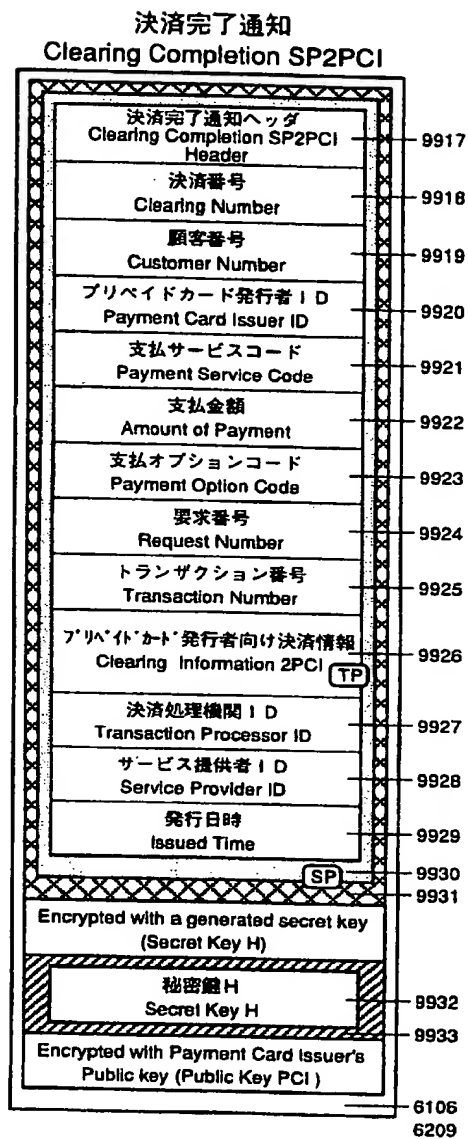 決済完了通知
Clearing Completion SP2PCI
決済完了通知ヘッダ
Clearing Completion SP2PCI
Header
9917
決済番号
Clearing Number
9918
顧客番号
Customer Number
9919
プリペイドカード発行者ID
Payment Card Issuer ID
9920
支払サービスコード
Payment Service Code
9921
支払金額
Amount of Payment
9922
支払オプションコード
Payment Option Code
9923
要求番号
Request Number
9924
トランザクション番号
Transaction Number
9925
プリペイドカード発行者向け決済情報
Clearing Information 2PCI
TP
9926
決済処理機関ID
Transaction Processor ID
9927
サービス提供者ID
Service Provider ID
9928
発行日時
Issued Time
9929
SP
9930
9931
Encrypted with a generated secret key
(Secret Key H)
秘密鍵H
Secret Key H
9932
9933
Encrypted with Payment Card Issuer's
Public key (Public Key PCI )
6106
6209